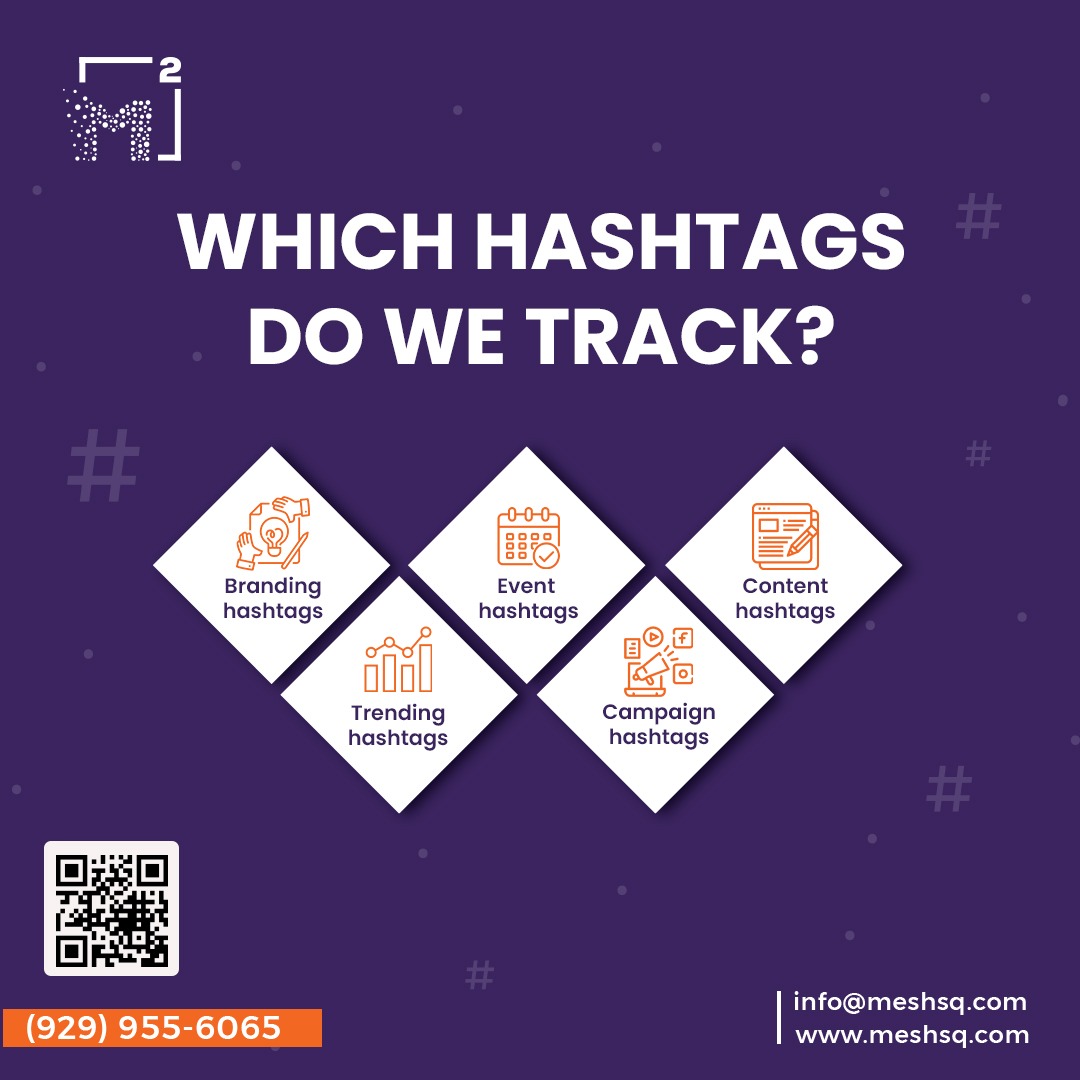 M²
WHICH HASHTAGS
DO WE TRACK?
Branding
hashtags
Event
hashtags
Content
hashtags
Trending
hashtags
Campaign
hashtags
(929) 955-6065
info@meshsq.com
www.meshsq.com